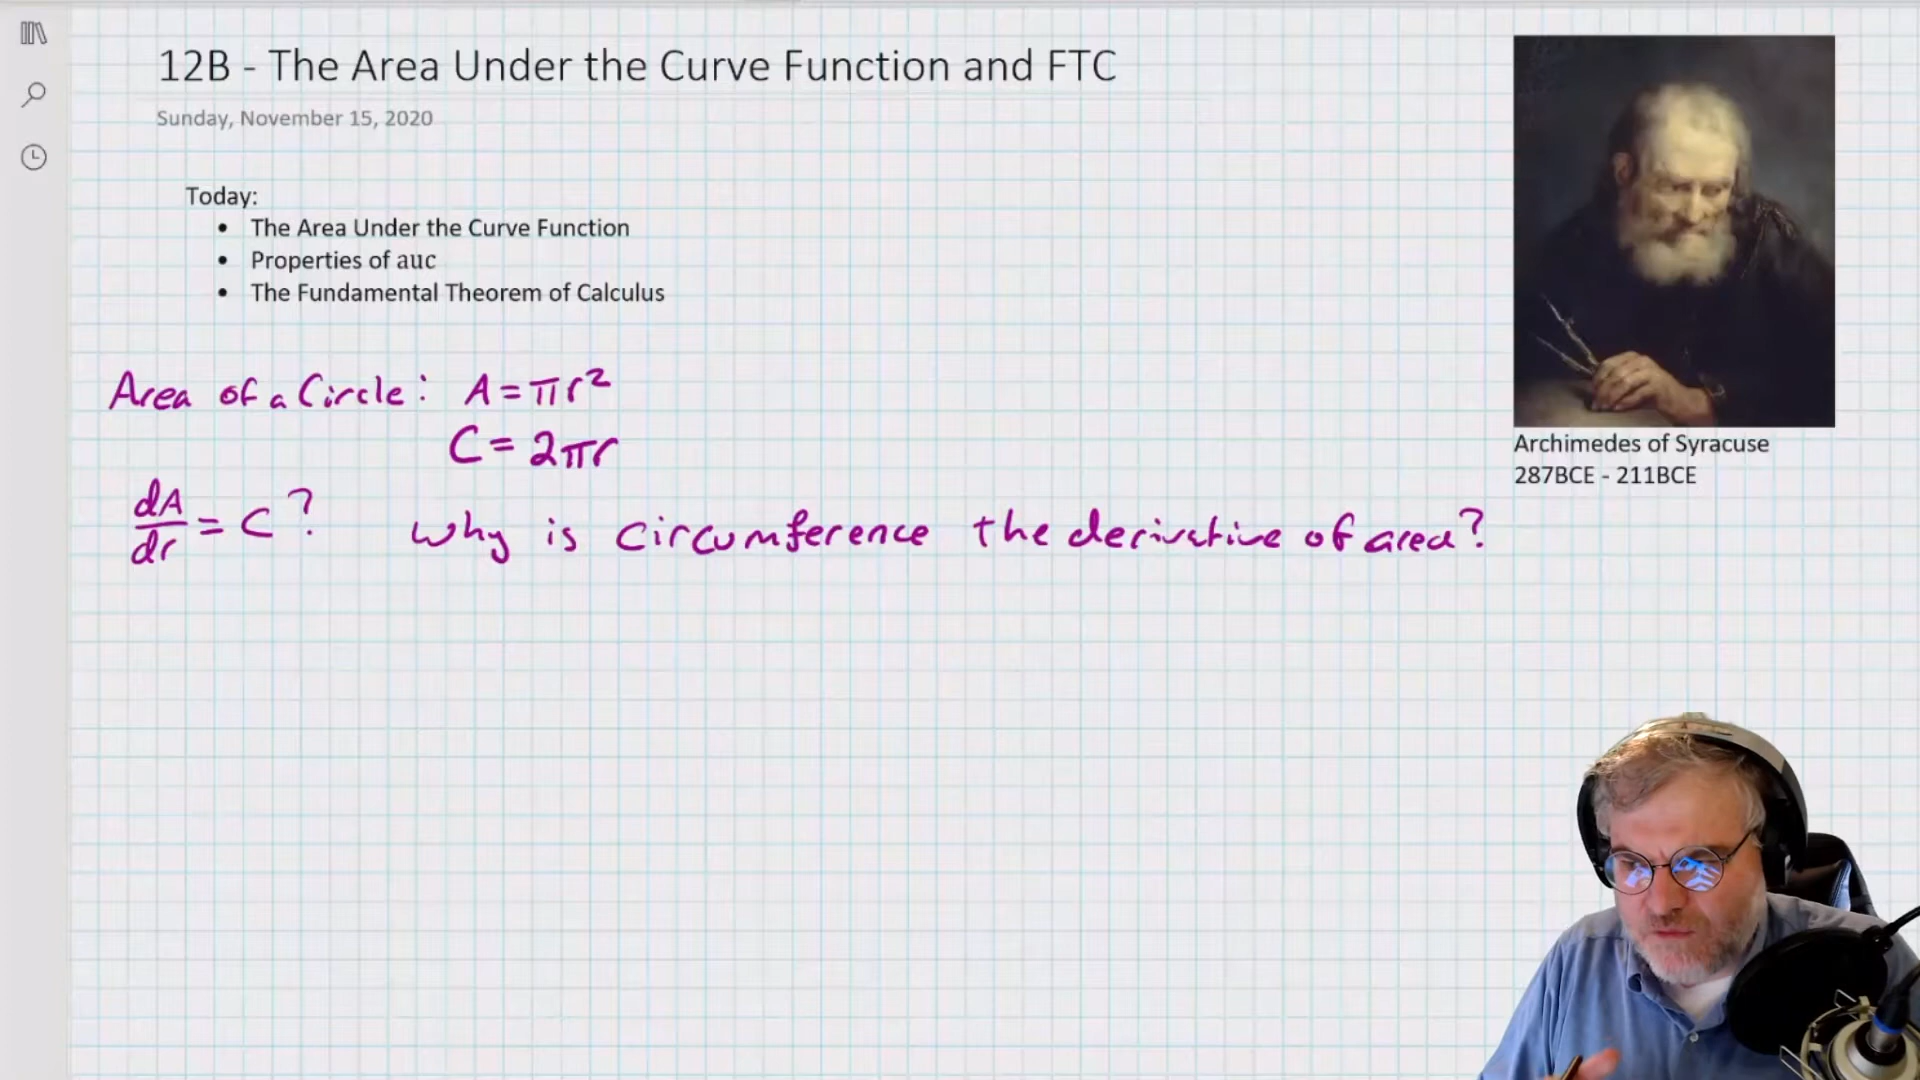 12B - The Area Under the Curve Function and FTC
Sunday, November 15, 2020
Today:
• The Area Under the Curve Function
• Properties of auc
• The Fundamental Theorem of Calculus
Area of a Circle: A = πr²
C = 2πr
dA/dr = C? Why is circumference the derivative of area?
Archimedes of Syracuse
287BCE - 211BCE